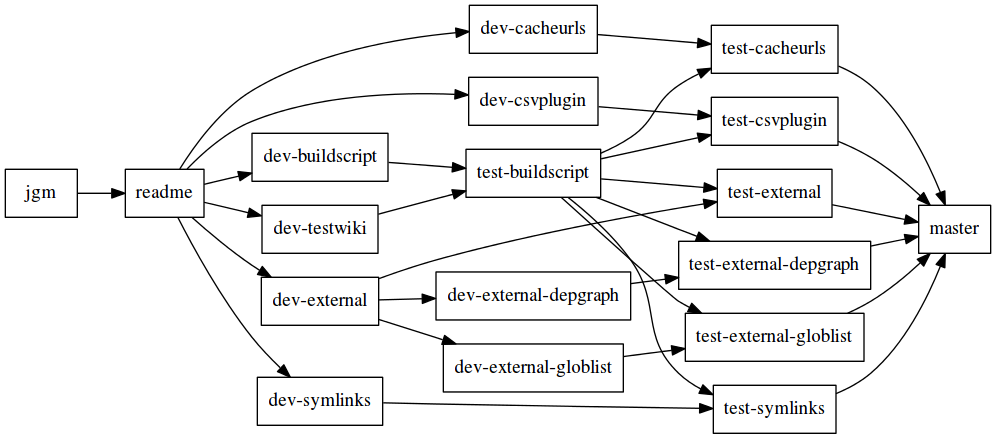 jgm
readme
dev-cacheurls
dev-csvplugin
dev-buildscript
dev-testwiki
dev-external
dev-symlinks
test-buildscript
dev-external-depgraph
dev-external-globlist
test-cacheurls
test-csvplugin
test-external
test-external-depgraph
test-external-globlist
test-symlinks
master